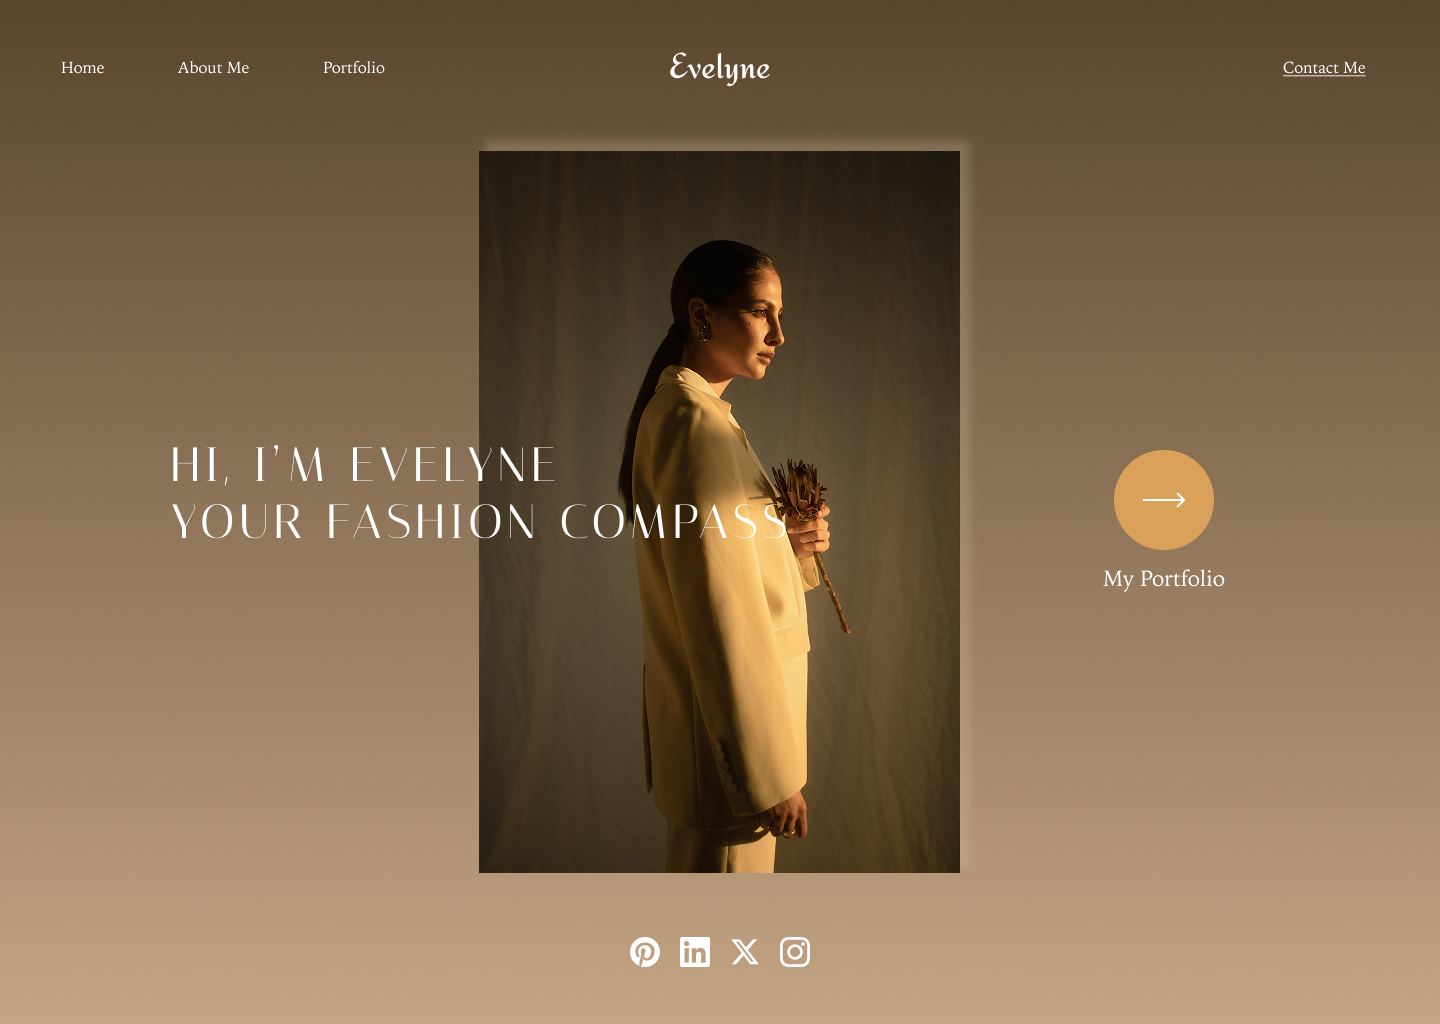 Home
About Me
Portfolio
Evelyne
Contact Me
HI, I’M EVELYNE
YOUR FASHION COMPASS
My Portfolio